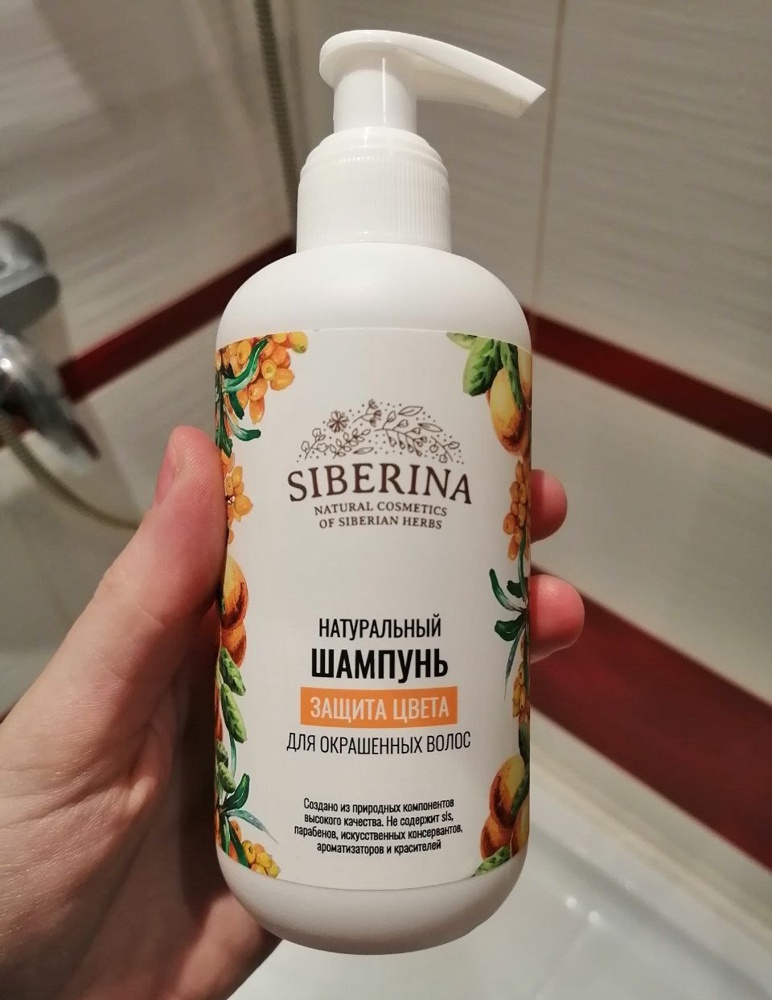 SIBERINA
NATURAL COSMETICS
OF SIBERIAN HERBS
НАТУРАЛЬНЫЙ
ШАМПУНЬ
ЗАЩИТА ЦВЕТА
ДЛЯ ОКРАШЕННЫХ ВОЛОС
Создано из природных компонентов
высокого качества. Не содержит sls,
парабенов, искусственных консервантов,
ароматизаторов и красителей